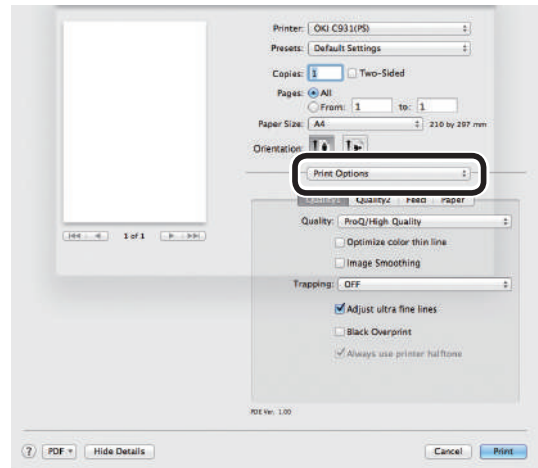 Printer: OKI C931(PS)
Presets: Default Settings
Copies: 1 Two-Sided
Pages: All
From: 1 to: 1
Paper Size: A4 210 by 297 mm
Orientation:
Print Options
Quality1 Quality2 Feed Paper
Quality: ProQ/High Quality
1 of 1
Optimize color thin line
Image Smoothing
Trapping: OFF
Adjust ultra fine lines
Black Overprint
Always use printer halftone
PDE Ver. 1.00
? PDF Hide Details Cancel Print